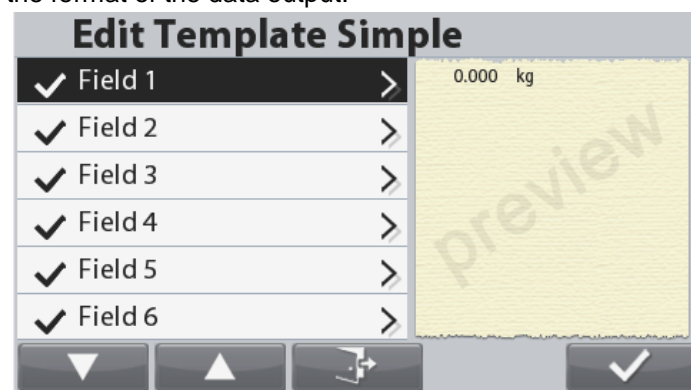 the format of the data output.
Edit Template Simple
Field 1
0.000 kg
Field 2
Field 3
Field 4
Field 5
Field 6
preview